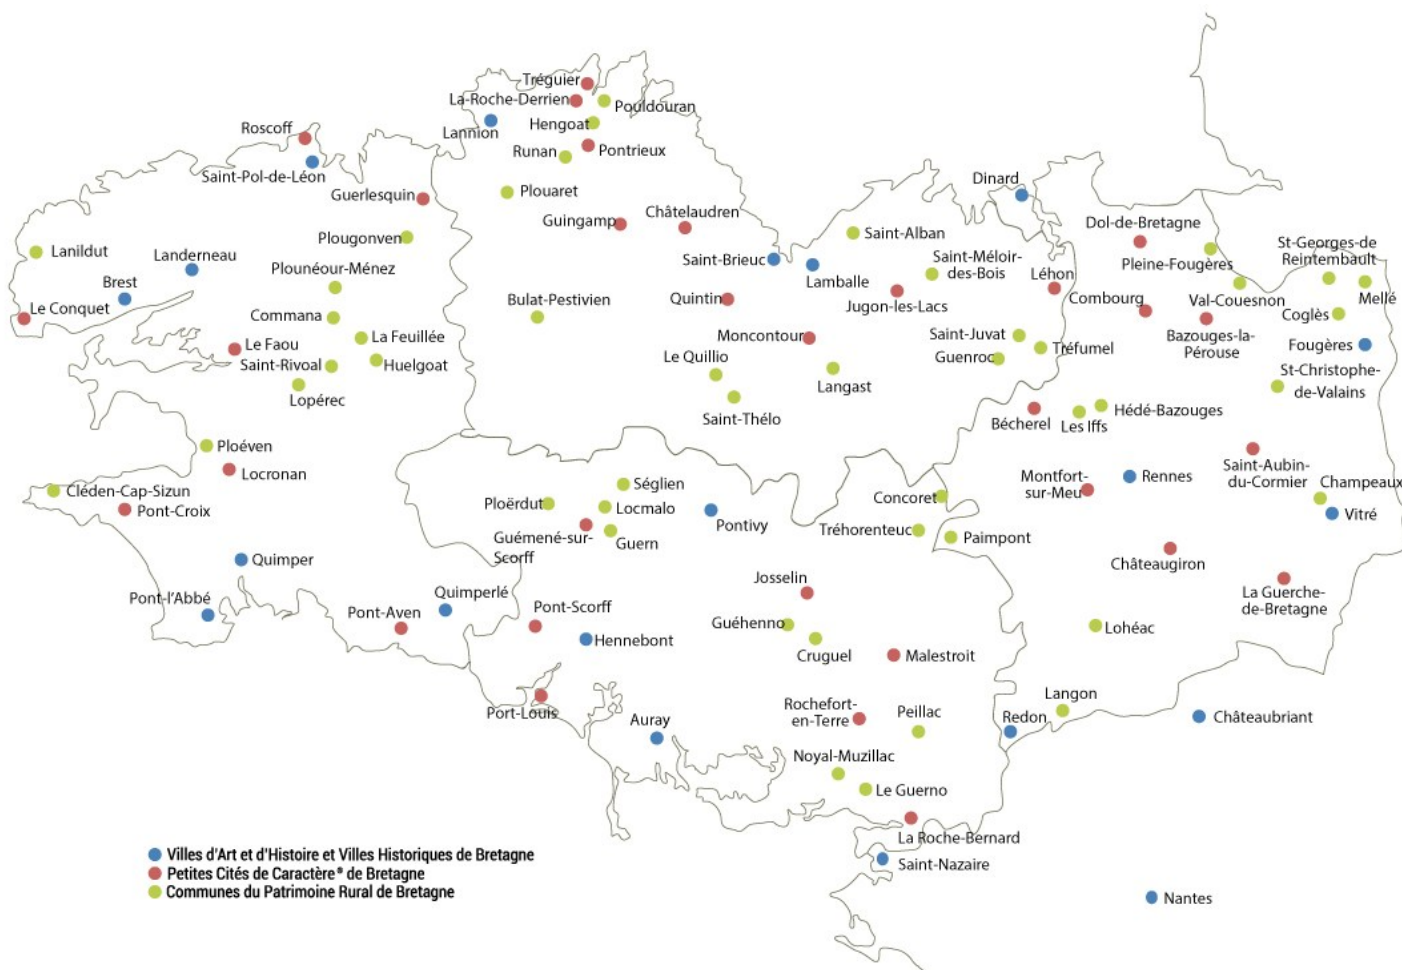 Tréguier
La-Roche-Derrien
Pouldouran
Roscoff
Lannion
Hengoat
Runan
Pontrieux
Saint-Pol-de-Léon
Guerlesquin
Plouaret
Dinard
Guingamp
Châtelaudren
Dol-de-Bretagne
Plougonven
Saint-Alban
Lanildut
Landerneau
Saint-Brieuc
Saint-Méloir-
des-Bois
Pleine-Fougères
St-Georges-de
Reintembault
Plounéour-Ménez
Lamballe
Léhon
Brest
Bulat-Pestivien
Quintin
Jugon-les-Lacs
Combourg
Val-Couesnon
Mellé
Le Conquet
Commana
Coglès
Bazouges-la-
Pérouse
Le Faou
La Feuillée
Moncontour
Saint-Juvat
Tréfumel
Fougères
Saint-Rivoal
Huelgoat
Le Quillio
Guenroc
St-Christophe-
de-Valains
Lopérec
Langast
Saint-Thélo
Bécherel
Les Iffs
Hédé-Bazouges
Ploéven
Locronan
Saint-Aubin-
du-Cormier
Cléden-Cap-Sizun
Séglien
Montfort-
sur-Meu
Rennes
Champeaux
Pont-Croix
Ploërdut
Locmalo
Concoret
Vitré
Pontivy
Guémené-sur-
Scorff
Guern
Tréhorenteuc
Paimpont
Quimper
Châteaugiron
Josselin
La Guerche-
de-Bretagne
Pont-l'Abbé
Quimperlé
Pont-Aven
Pont-Scorff
Guéhenno
Lohéac
Hennebont
Cruguel
Malestroit
Port-Louis
Auray
Rochefort-
en-Terre
Peillac
Langon
Redon
Châteaubriant
Noyal-Muzillac
Le Guerno
La Roche-Bernard
Saint-Nazaire
Nantes
Villes d'Art et d'Histoire et Villes Historiques de Bretagne
Petites Cités de Caractère® de Bretagne
Communes du Patrimoine Rural de Bretagne